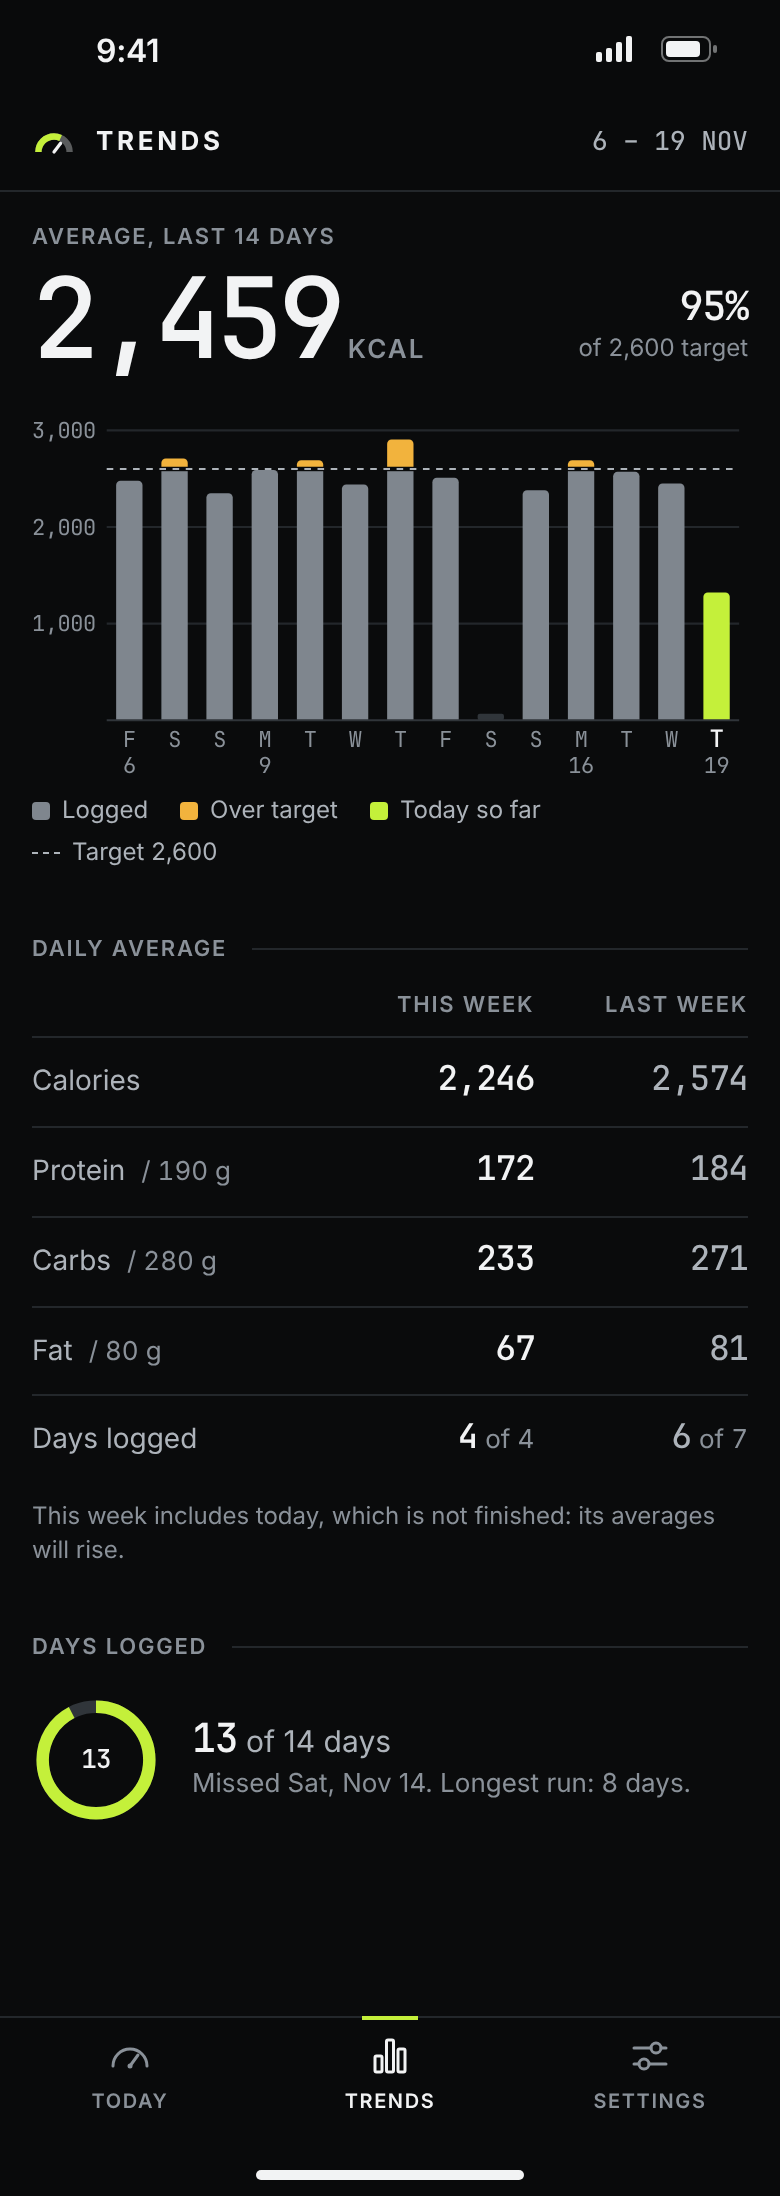 9:41
TRENDS 6 – 19 NOV
AVERAGE, LAST 14 DAYS
2,459 KCAL
95%
of 2,600 target
3,000
2,000
1,000
F S S M T W T F S S M T W T
6 9 16 19
Logged Over target Today so far
Target 2,600
DAILY AVERAGE
THIS WEEK LAST WEEK
Calories 2,246 2,574
Protein / 190 g 172 184
Carbs / 280 g 233 271
Fat / 80 g 67 81
Days logged 4 of 4 6 of 7
This week includes today, which is not finished: its averages
will rise.
DAYS LOGGED
13
13 of 14 days
Missed Sat, Nov 14. Longest run: 8 days.
TODAY TRENDS SETTINGS